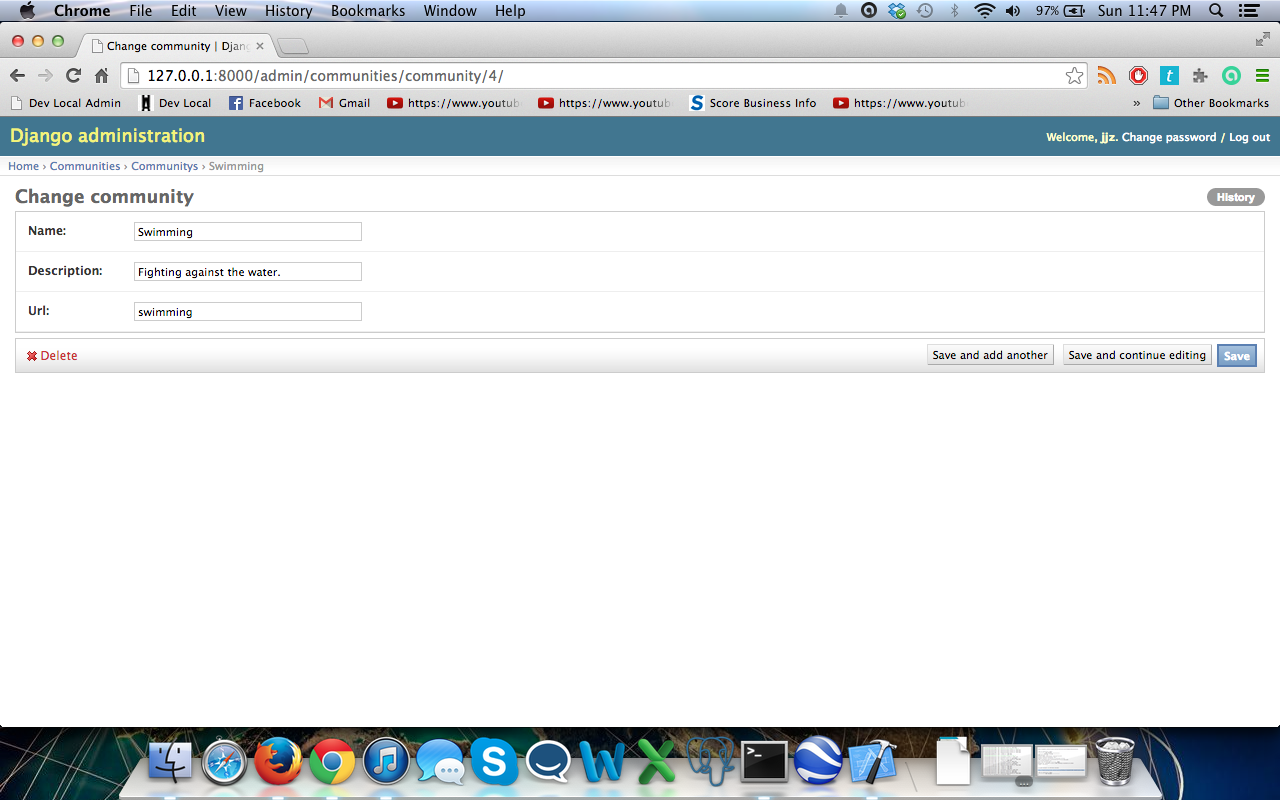 Chrome File Edit View History Bookmarks Window Help 97% Sun 11:47 PM
Change community | Djan
127.0.0.1:8000/admin/communities/community/4/
Dev Local Admin Dev Local Facebook Gmail https://www.youtub https://www.youtub Score Business Info https://www.youtub » Other Bookmarks
Django administration Welcome, jjz. Change password / Log out
Home › Communities › Communitys › Swimming
Change community History
Name: Swimming
Description: Fighting against the water.
Url: swimming
Delete Save and add another Save and continue editing Save